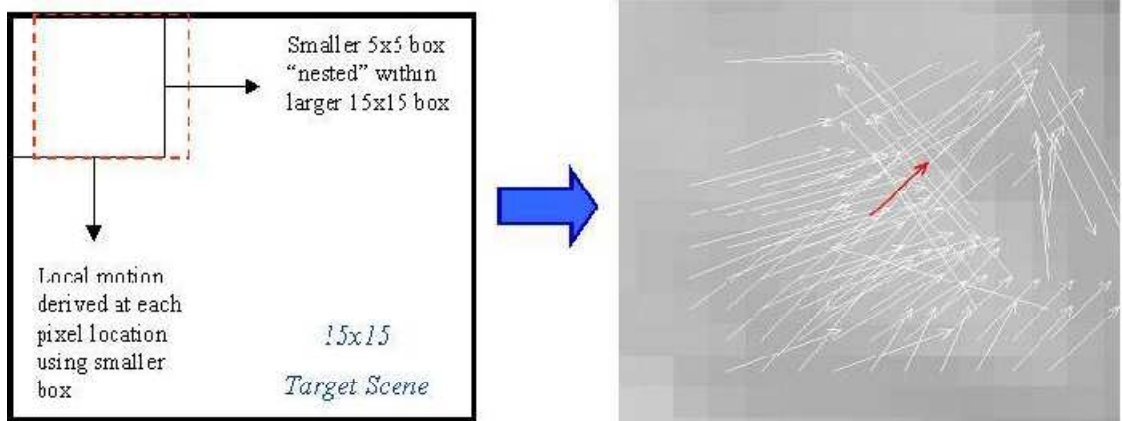 Smaller 5x5 box
“nested” within
larger 15x15 box
Local motion
derived at each
pixel location
using smaller
box
15x15
Target Scene